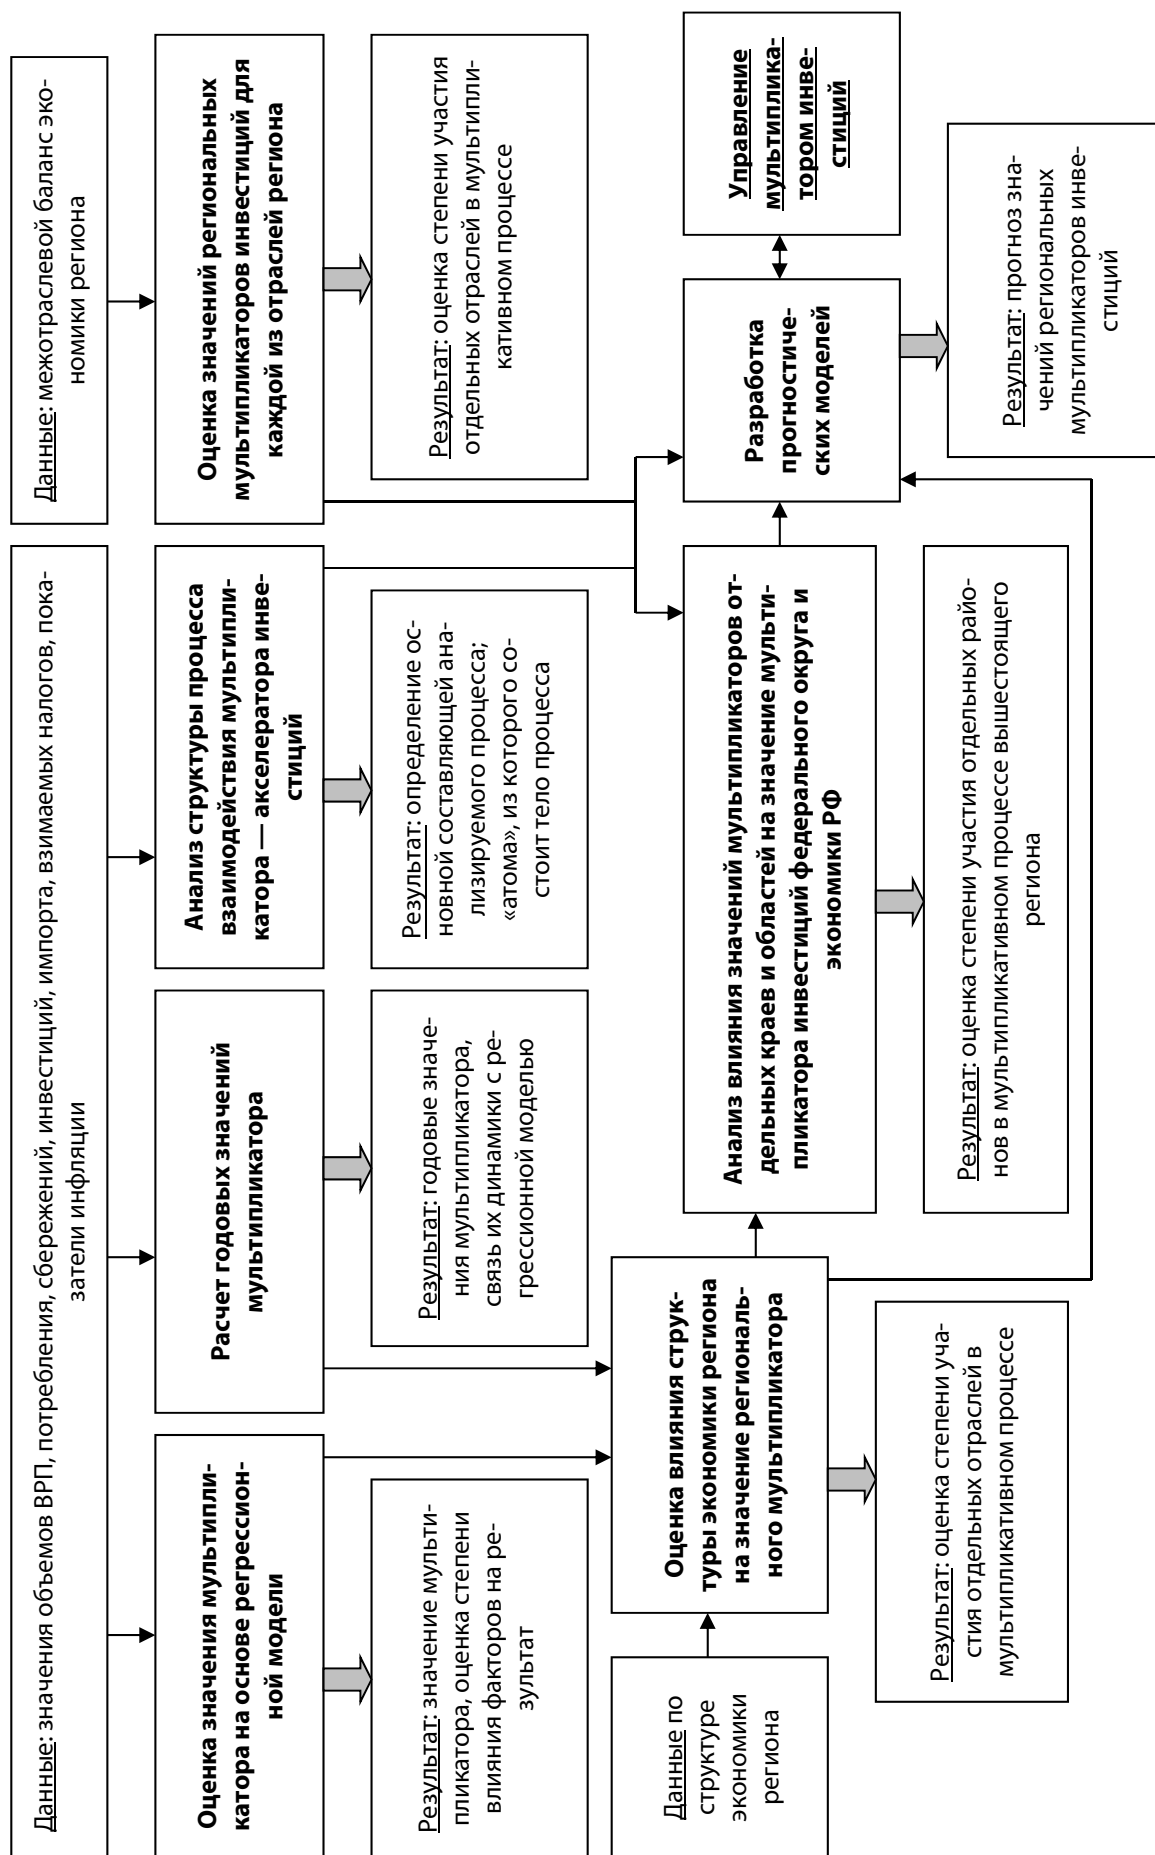 Данные: значения объемов ВРП, потребления, сбережений, инвестиций, импорта, взимаемых налогов, пока-
затели инфляции
Данные: межотраслевой баланс эко-
номики региона
Оценка значения мультипли-
катора на основе регрессион-
ной модели
Расчет годовых значений
мультипликатора
Анализ структуры процесса
взаимодействия мультипли-
катора — акселератора инве-
стиций
Оценка значений региональных
мультипликаторов инвестиций для
каждой из отраслей региона
Результат: значение мульти-
пликатора, оценка степени
влияния факторов на ре-
зультат
Результат: годовые значе-
ния мультипликатора,
связь их динамики с ре-
грессионной моделью
Результат: определение ос-
новной составляющей ана-
лизируемого процесса;
«атома», из которого со-
стоит тело процесса
Результат: оценка степени участия
отдельных отраслей в мультипли-
кативном процессе
Данные по
структуре
экономики
региона
Оценка влияния струк-
туры экономики региона
на значение региональ-
ного мультипликатора
Анализ влияния значений мультипликаторов от-
дельных краев и областей на значение мульти-
пликатора инвестиций федерального округа и
экономики РФ
Разработка
прогностиче-
ских моделей
Управление
мультиплика-
тором инве-
стиций
Результат: оценка степени уча-
стия отдельных отраслей в
мультипликативном процессе
Результат: оценка степени участия отдельных райо-
нов в мультипликативном процессе вышестоящего
региона
Результат: прогноз зна-
чений региональных
мультипликаторов инве-
стиций